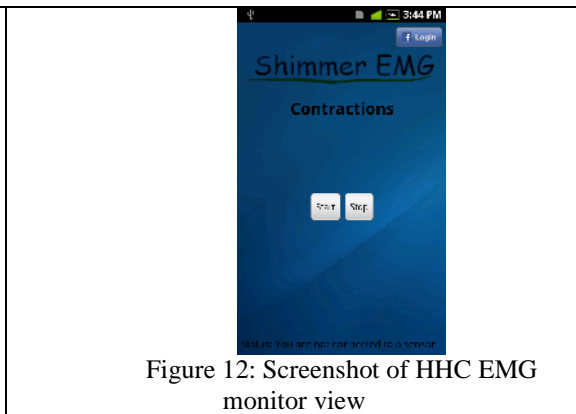 3:44 PM
f Login
Shimmer EMG
Contractions
Start Stop
Status: You are not connected to a sensor
Figure 12: Screenshot of HHC EMG
monitor view